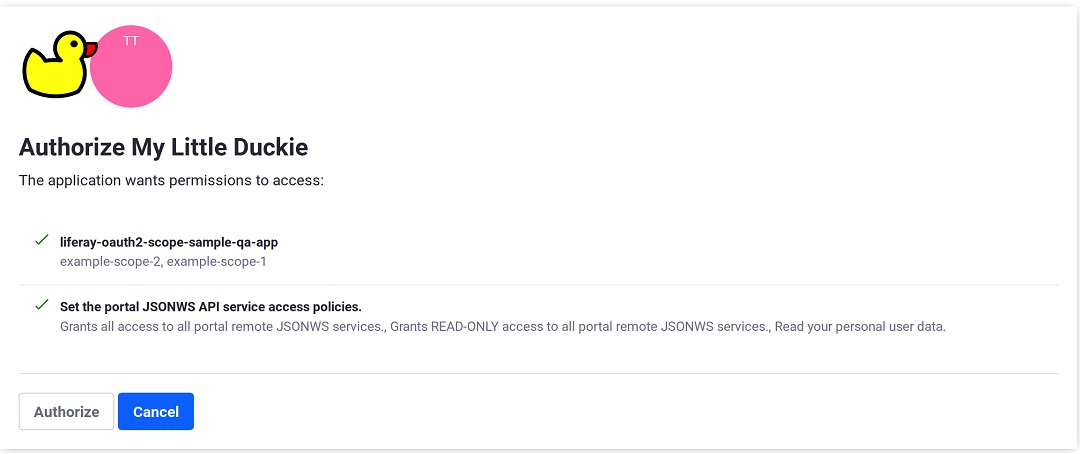 TT
Authorize My Little Duckie
The application wants permissions to access:
liferay-oauth2-scope-sample-qa-app
example-scope-2, example-scope-1
Set the portal JSONWS API service access policies.
Grants all access to all portal remote JSONWS services., Grants READ-ONLY access to all portal remote JSONWS services., Read your personal user data.
Authorize Cancel